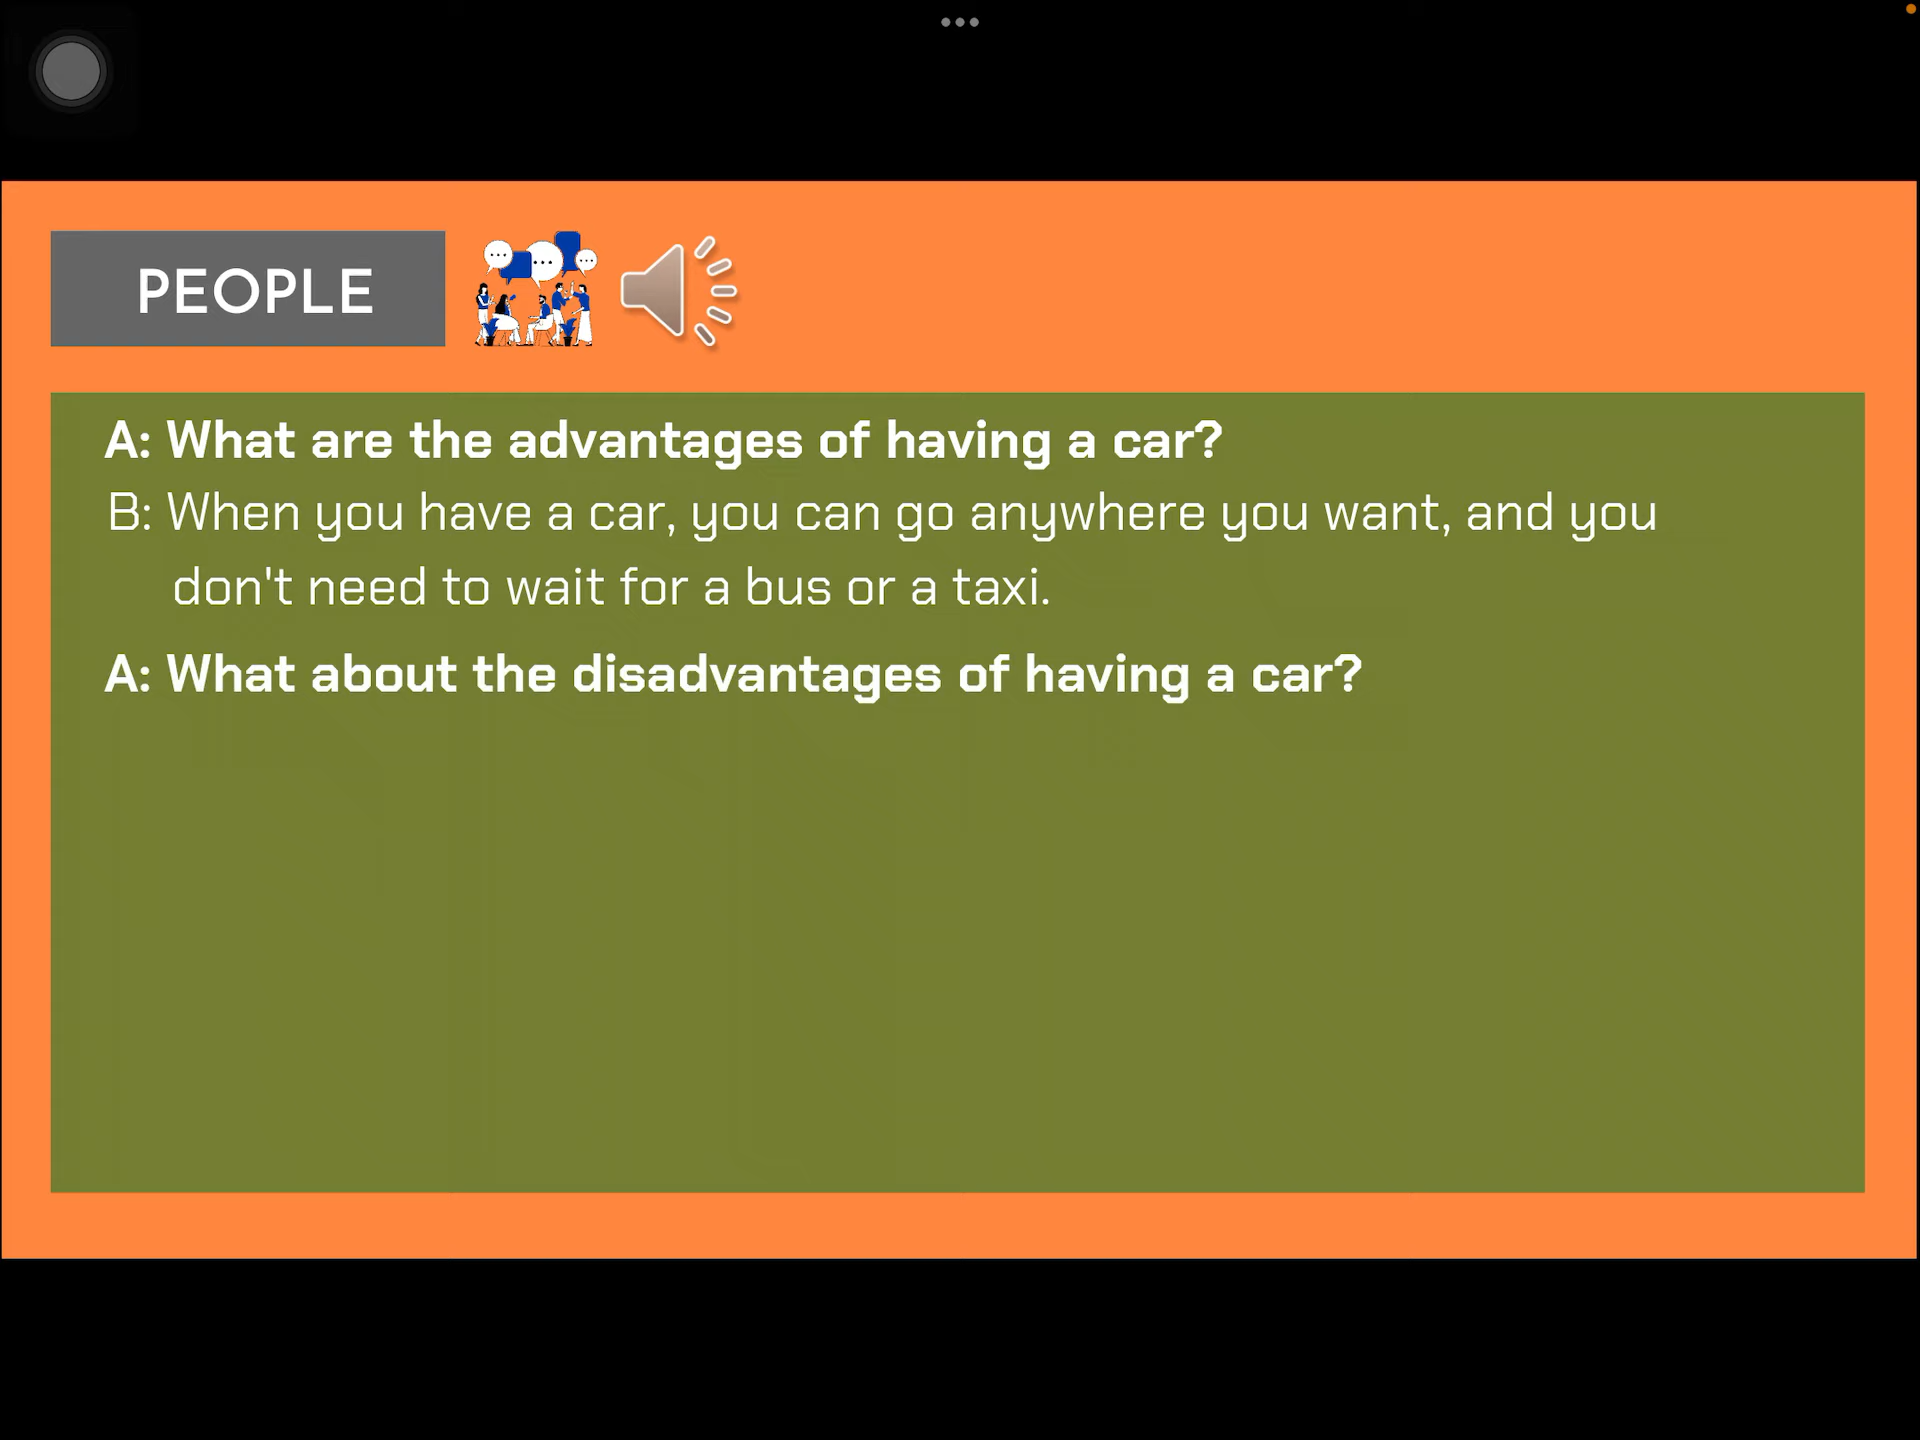 PEOPLE
A: What are the advantages of having a car?
B: When you have a car, you can go anywhere you want, and you
don't need to wait for a bus or a taxi.
A: What about the disadvantages of having a car?